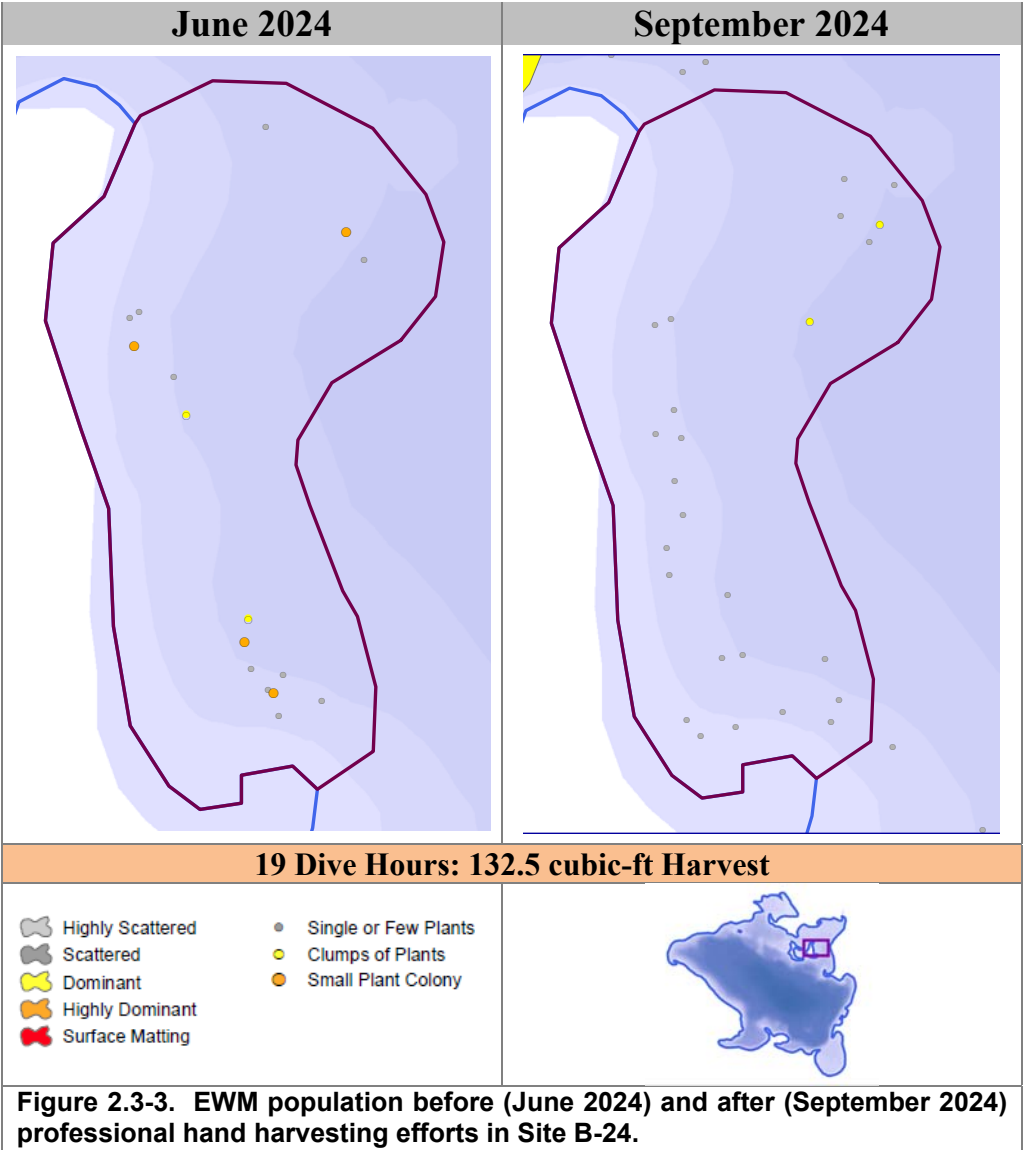 June 2024
September 2024
19 Dive Hours: 132.5 cubic-ft Harvest
Highly Scattered
Scattered
Dominant
Highly Dominant
Surface Matting
Single or Few Plants
Clumps of Plants
Small Plant Colony
Figure 2.3-3. EWM population before (June 2024) and after (September 2024)
professional hand harvesting efforts in Site B-24.